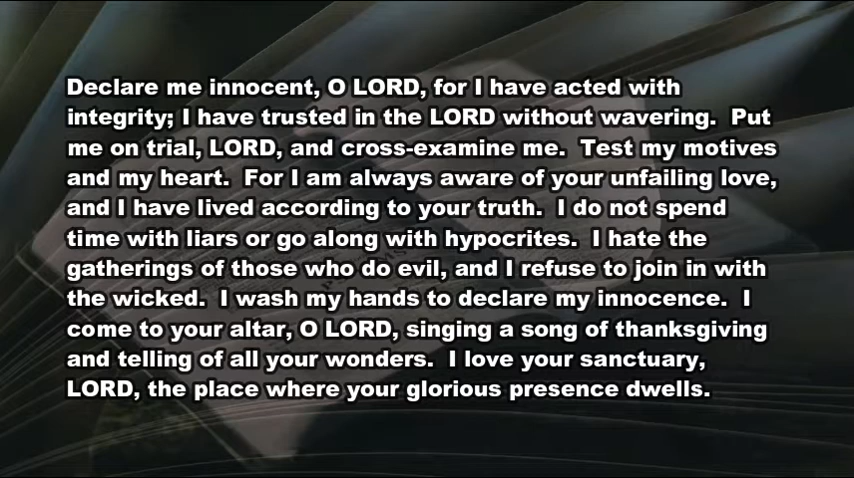 Declare me innocent, O LORD, for I have acted with
integrity; I have trusted in the LORD without wavering.  Put
me on trial, LORD, and cross-examine me.  Test my motives
and my heart.  For I am always aware of your unfailing love,
and I have lived according to your truth.  I do not spend
time with liars or go along with hypocrites.  I hate the
gatherings of those who do evil, and I refuse to join in with
the wicked.  I wash my hands to declare my innocence.  I
come to your altar, O LORD, singing a song of thanksgiving
and telling of all your wonders.  I love your sanctuary,
LORD, the place where your glorious presence dwells.